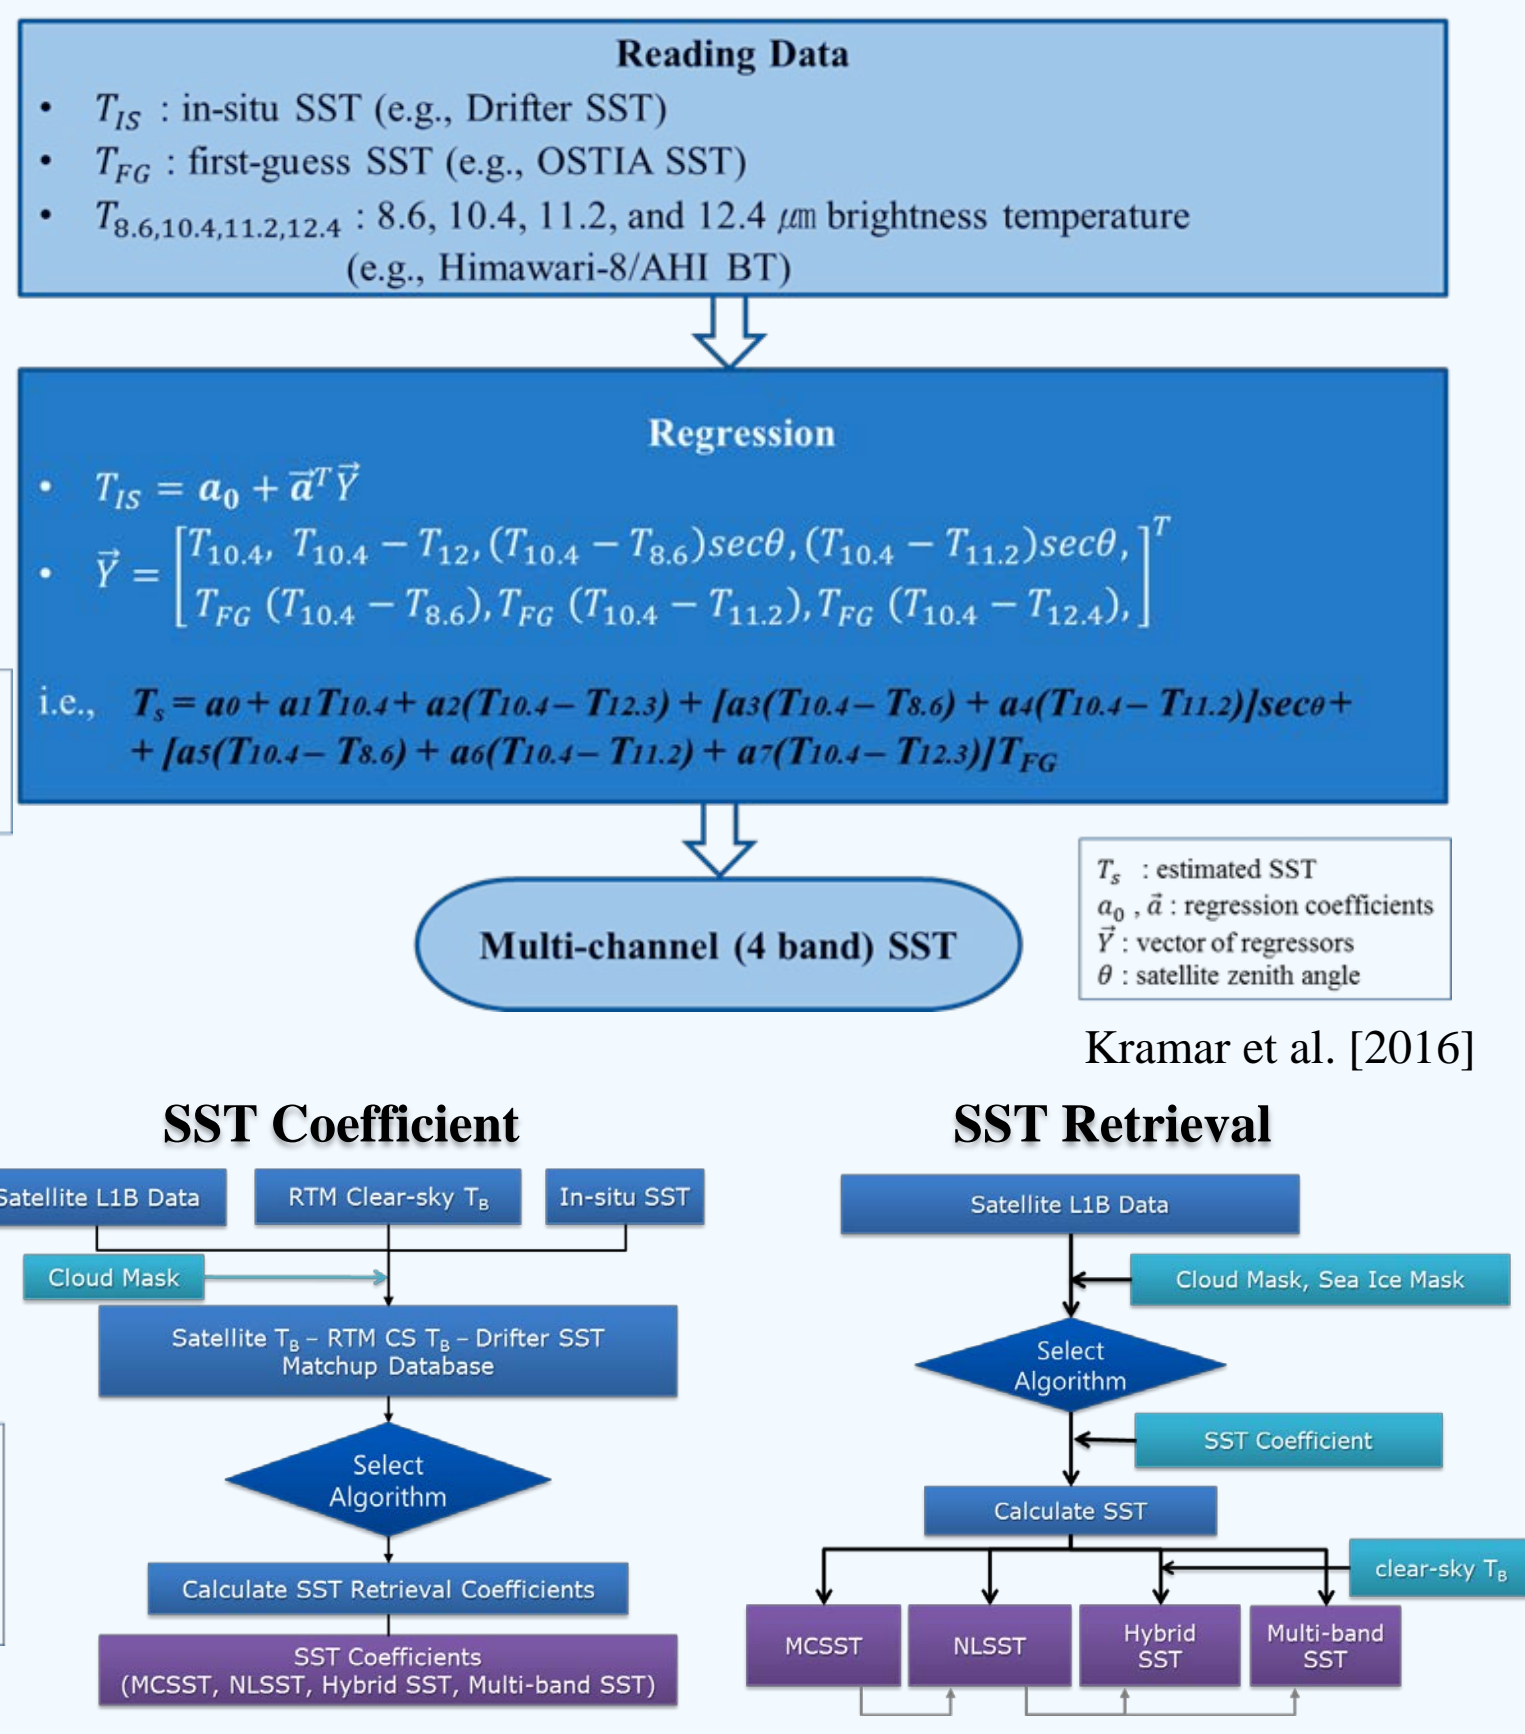 Reading Data
• T_IS : in-situ SST (e.g., Drifter SST)
• T_FG : first-guess SST (e.g., OSTIA SST)
• T_8.6,10.4,11.2,12.4 : 8.6, 10.4, 11.2, and 12.4 ㎛ brightness temperature
(e.g., Himawari-8/AHI BT)
Regression
• T_IS = a_0 + a⃗^T Y⃗
• Y⃗ = [T_10.4, T_10.4 − T_12, (T_10.4 − T_8.6)secθ, (T_10.4 − T_11.2)secθ,
T_FG (T_10.4 − T_8.6), T_FG (T_10.4 − T_11.2), T_FG (T_10.4 − T_12.4), ]^T
i.e., T_s = a0 + a1T10.4 + a2(T10.4 − T12.3) + [a3(T10.4 − T8.6) + a4(T10.4 − T11.2)]secθ +
+ [a5(T10.4 − T8.6) + a6(T10.4 − T11.2) + a7(T10.4 − T12.3)]T_FG
Multi-channel (4 band) SST
T_s : estimated SST
a_0 , a⃗ : regression coefficients
Y⃗ : vector of regressors
θ : satellite zenith angle
Kramar et al. [2016]
SST Coefficient
Satellite L1B Data
RTM Clear-sky T_B
In-situ SST
Cloud Mask
Satellite T_B – RTM CS T_B – Drifter SST
Matchup Database
Select
Algorithm
Calculate SST Retrieval Coefficients
SST Coefficients
(MCSST, NLSST, Hybrid SST, Multi-band SST)
SST Retrieval
Satellite L1B Data
Cloud Mask, Sea Ice Mask
Select
Algorithm
SST Coefficient
Calculate SST
clear-sky T_B
MCSST
NLSST
Hybrid
SST
Multi-band
SST